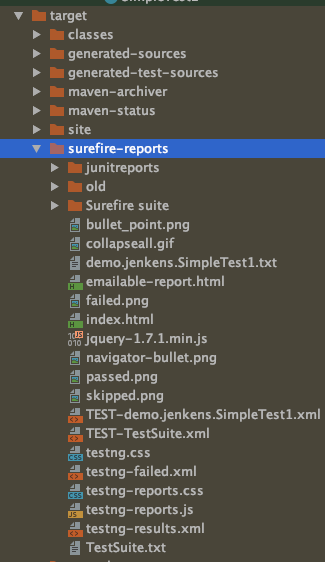 target
classes
generated-sources
generated-test-sources
maven-archiver
maven-status
site
surefire-reports
junitreports
old
Surefire suite
bullet_point.png
collapseall.gif
demo.jenkens.SimpleTest1.txt
emailable-report.html
failed.png
index.html
jquery-1.7.1.min.js
navigator-bullet.png
passed.png
skipped.png
TEST-demo.jenkens.SimpleTest1.xml
TEST-TestSuite.xml
testng.css
testng-failed.xml
testng-reports.css
testng-reports.js
testng-results.xml
TestSuite.txt